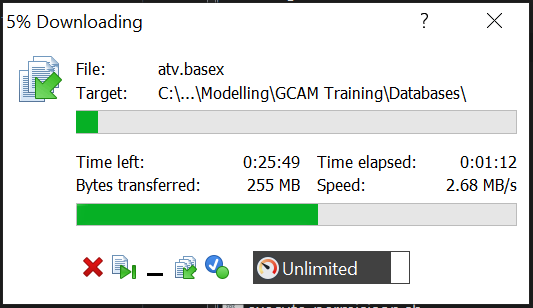 5% Downloading ?
File: atv.basex
Target: C:\...\Modelling\GCAM Training\Databases\
Time left: 0:25:49 Time elapsed: 0:01:12
Bytes transferred: 255 MB Speed: 2.68 MB/s
Unlimited